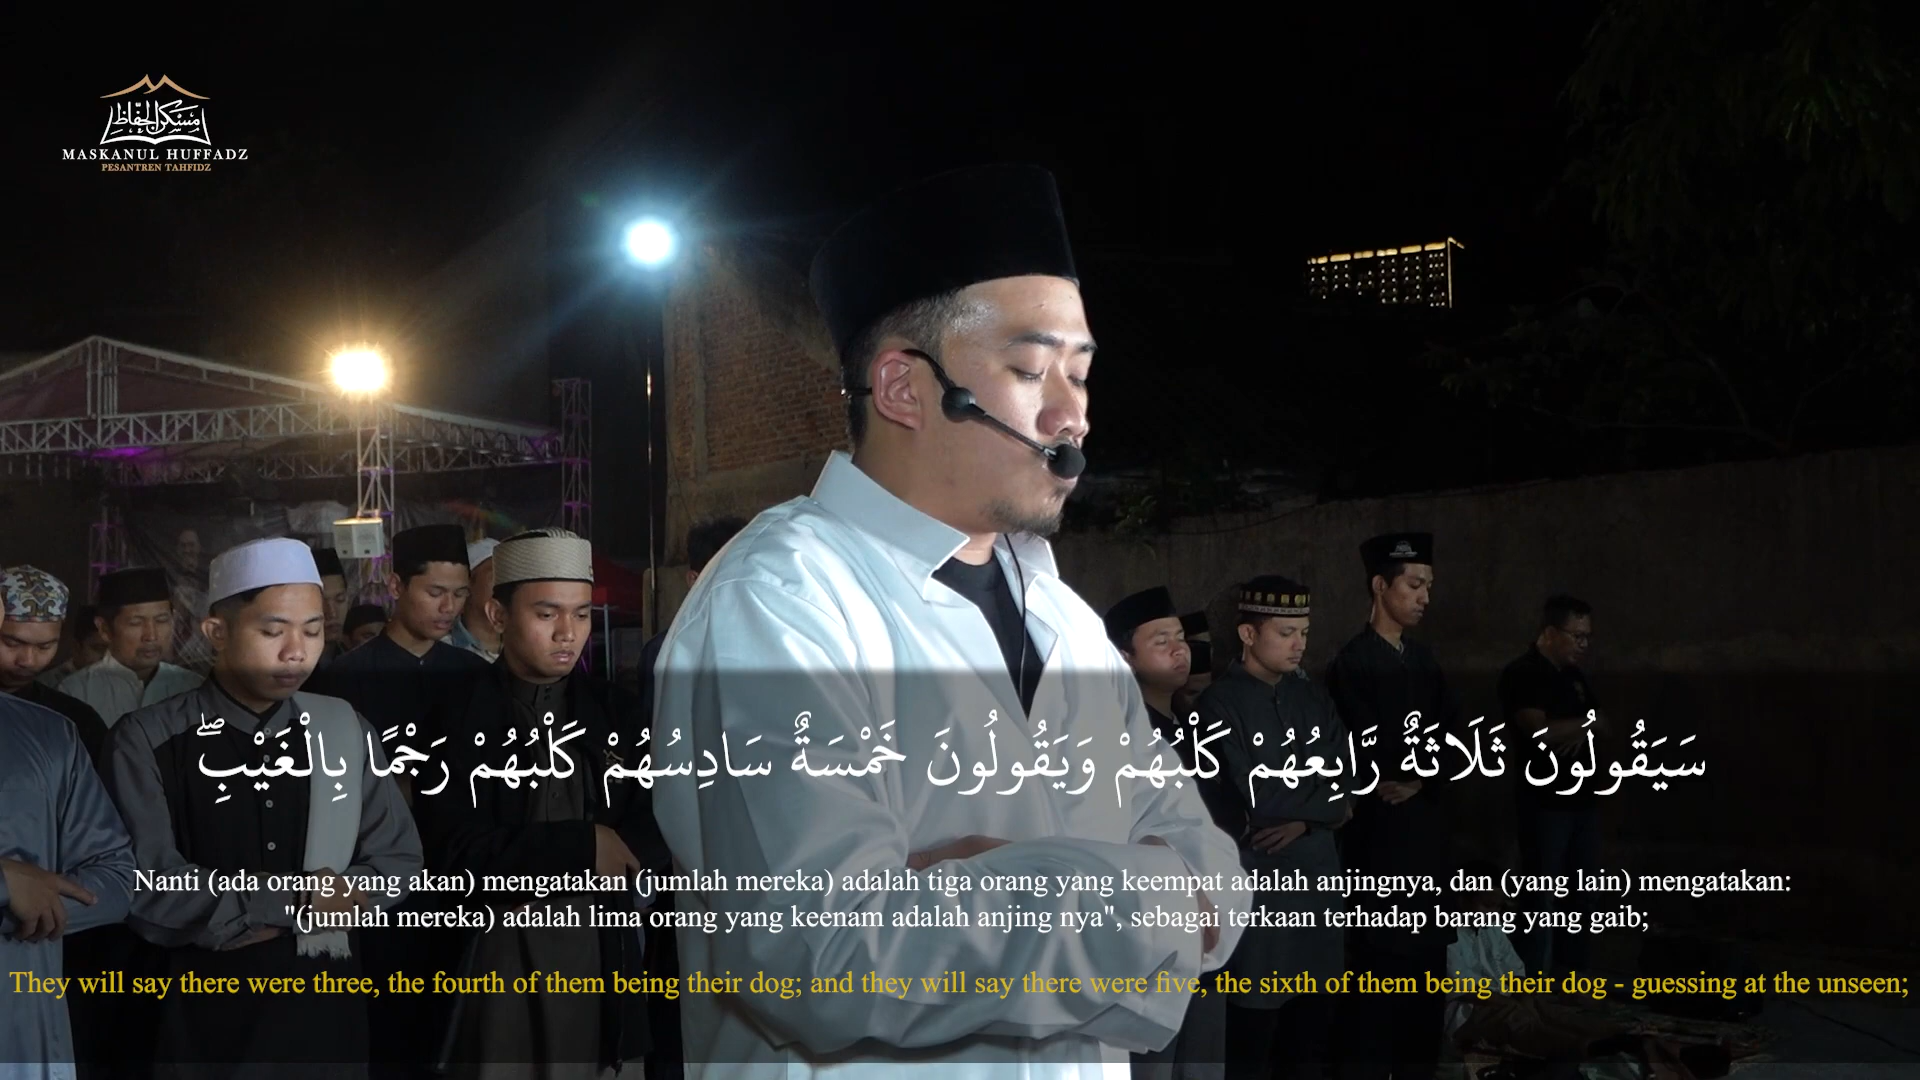 مسكن الحفاظ
MASKANUL HUFFADZ
PESANTREN TAHFIDZ
سَيَقُولُونَ ثَلَاثَةٌ رَّابِعُهُمْ كَلْبُهُمْ وَيَقُولُونَ خَمْسَةٌ سَادِسُهُمْ كَلْبُهُمْ رَجْمًا بِالْغَيْبِۖ
Nanti (ada orang yang akan) mengatakan (jumlah mereka) adalah tiga orang yang keempat adalah anjingnya, dan (yang lain) mengatakan:
"(jumlah mereka) adalah lima orang yang keenam adalah anjing nya", sebagai terkaan terhadap barang yang gaib;
They will say there were three, the fourth of them being their dog; and they will say there were five, the sixth of them being their dog - guessing at the unseen;